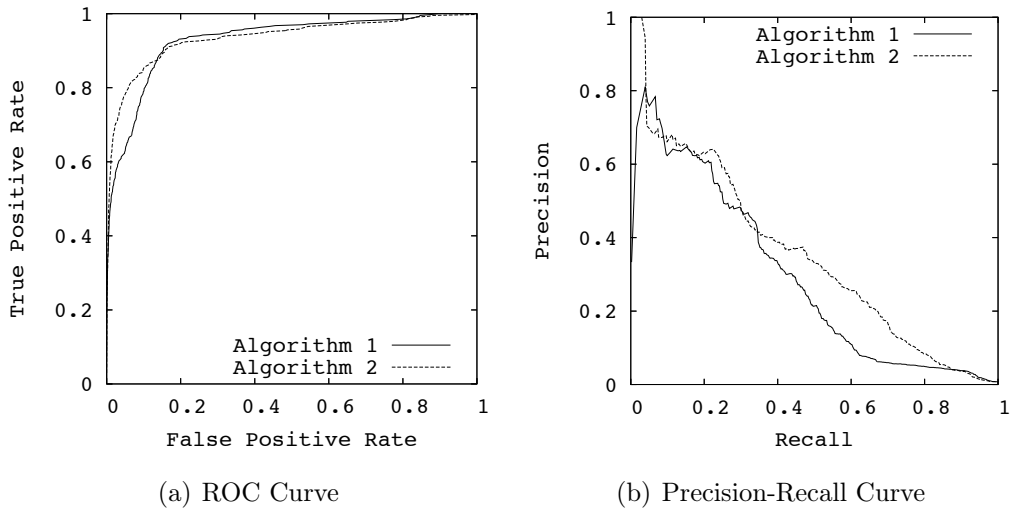 1
0.8
0.6
0.4
0.2
0
0 0.2 0.4 0.6 0.8 1
True Positive Rate
False Positive Rate
Algorithm 1
Algorithm 2
(a) ROC Curve
1
0.8
0.6
0.4
0.2
0
0 0.2 0.4 0.6 0.8 1
Precision
Recall
Algorithm 1
Algorithm 2
(b) Precision-Recall Curve